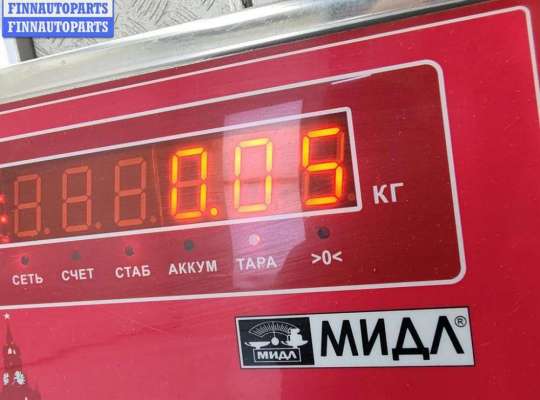 FINNAUTOPARTS
FINNAUTOPARTS
0.05 КГ
СЕТЬ СЧЕТ СТАБ АККУМ ТАРА >0<
МИДЛ МИДЛ®